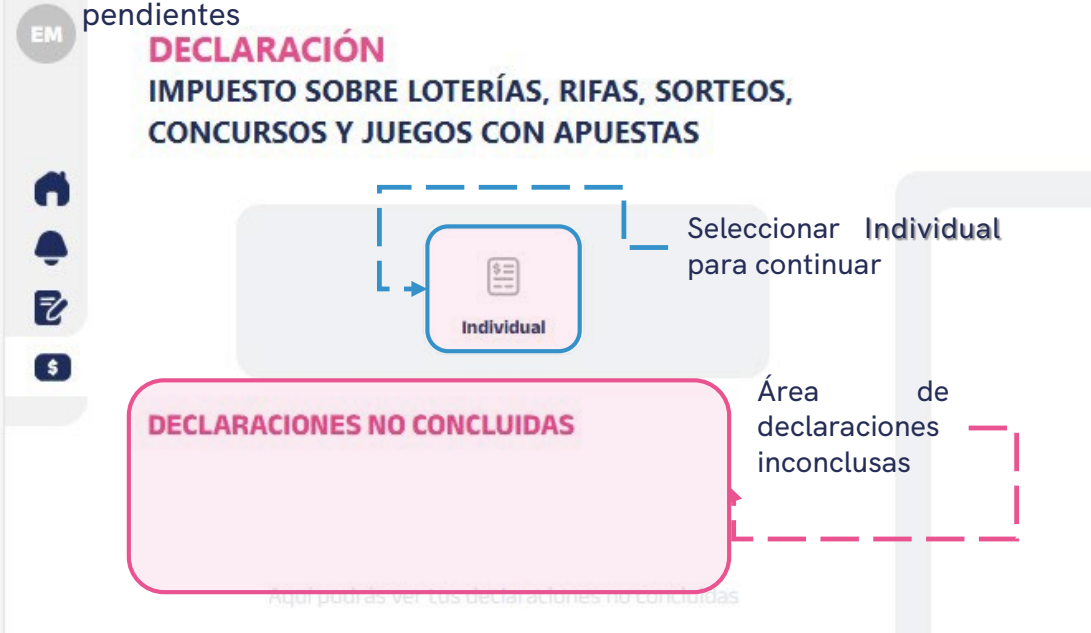 pendientes
EM
DECLARACIÓN
IMPUESTO SOBRE LOTERÍAS, RIFAS, SORTEOS,
CONCURSOS Y JUEGOS CON APUESTAS
Seleccionar Individual
para continuar
Individual
Área de
declaraciones
inconclusas
DECLARACIONES NO CONCLUIDAS
Aquí podrás ver tus declaraciones no concluidas